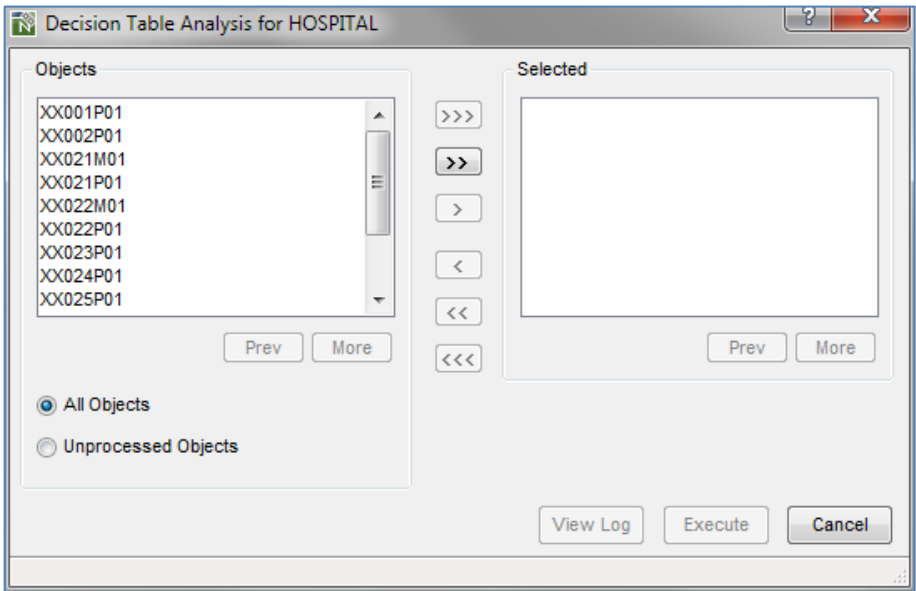 Decision Table Analysis for HOSPITAL
?
X
Objects
XX001P01
XX002P01
XX021M01
XX021P01
XX022M01
XX022P01
XX023P01
XX024P01
XX025P01
Prev
More
All Objects
Unprocessed Objects
>>>
>>
>
<
<<
<<<
Selected
Prev
More
View Log
Execute
Cancel